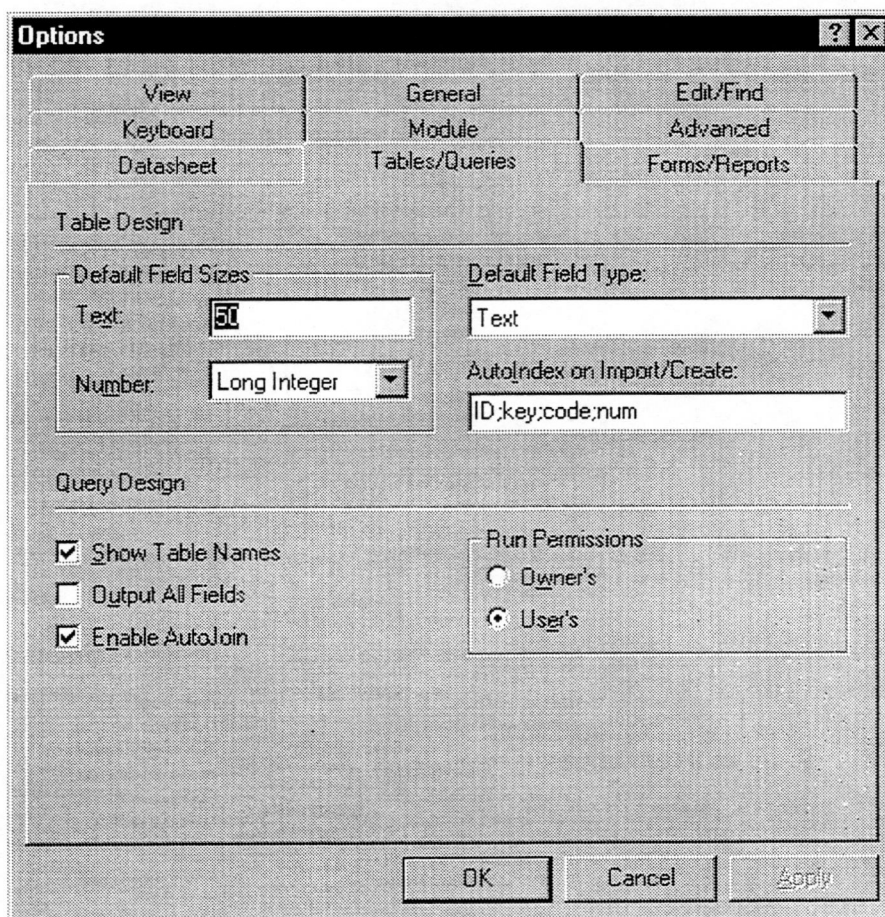 Options
View General Edit/Find
Keyboard Module Advanced
Datasheet Tables/Queries Forms/Reports
Table Design
Default Field Sizes
Text: 50
Number: Long Integer
Default Field Type:
Text
AutoIndex on Import/Create:
ID;key;code;num
Query Design
Show Table Names
Output All Fields
Enable AutoJoin
Run Permissions
Owner's
User's
OK Cancel Apply